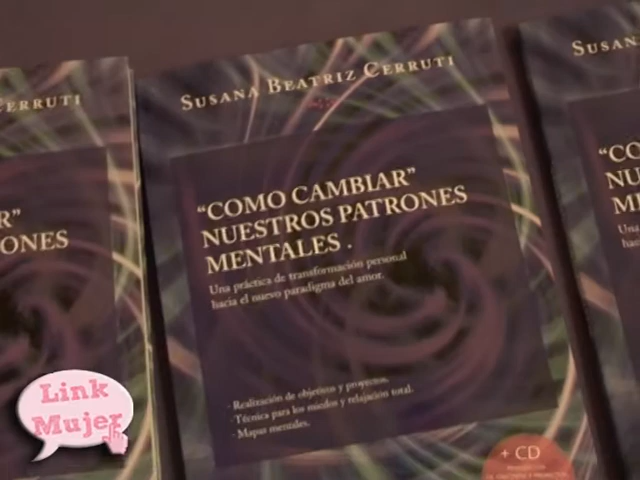 SUSANA BEATRIZ CERRUTI
"COMO CAMBIAR"
NUESTROS PATRONES
MENTALES .
Una práctica de transformación personal
hacia el nuevo paradigma del amor.
· Realización de objetivos y proyectos.
· Técnica para los miedos y relajación total.
· Mapas mentales.
+ CD
CERRUTI
R"
ONES
SUSAN
"CO
NU
ME
Una
hac
Link
Mujer